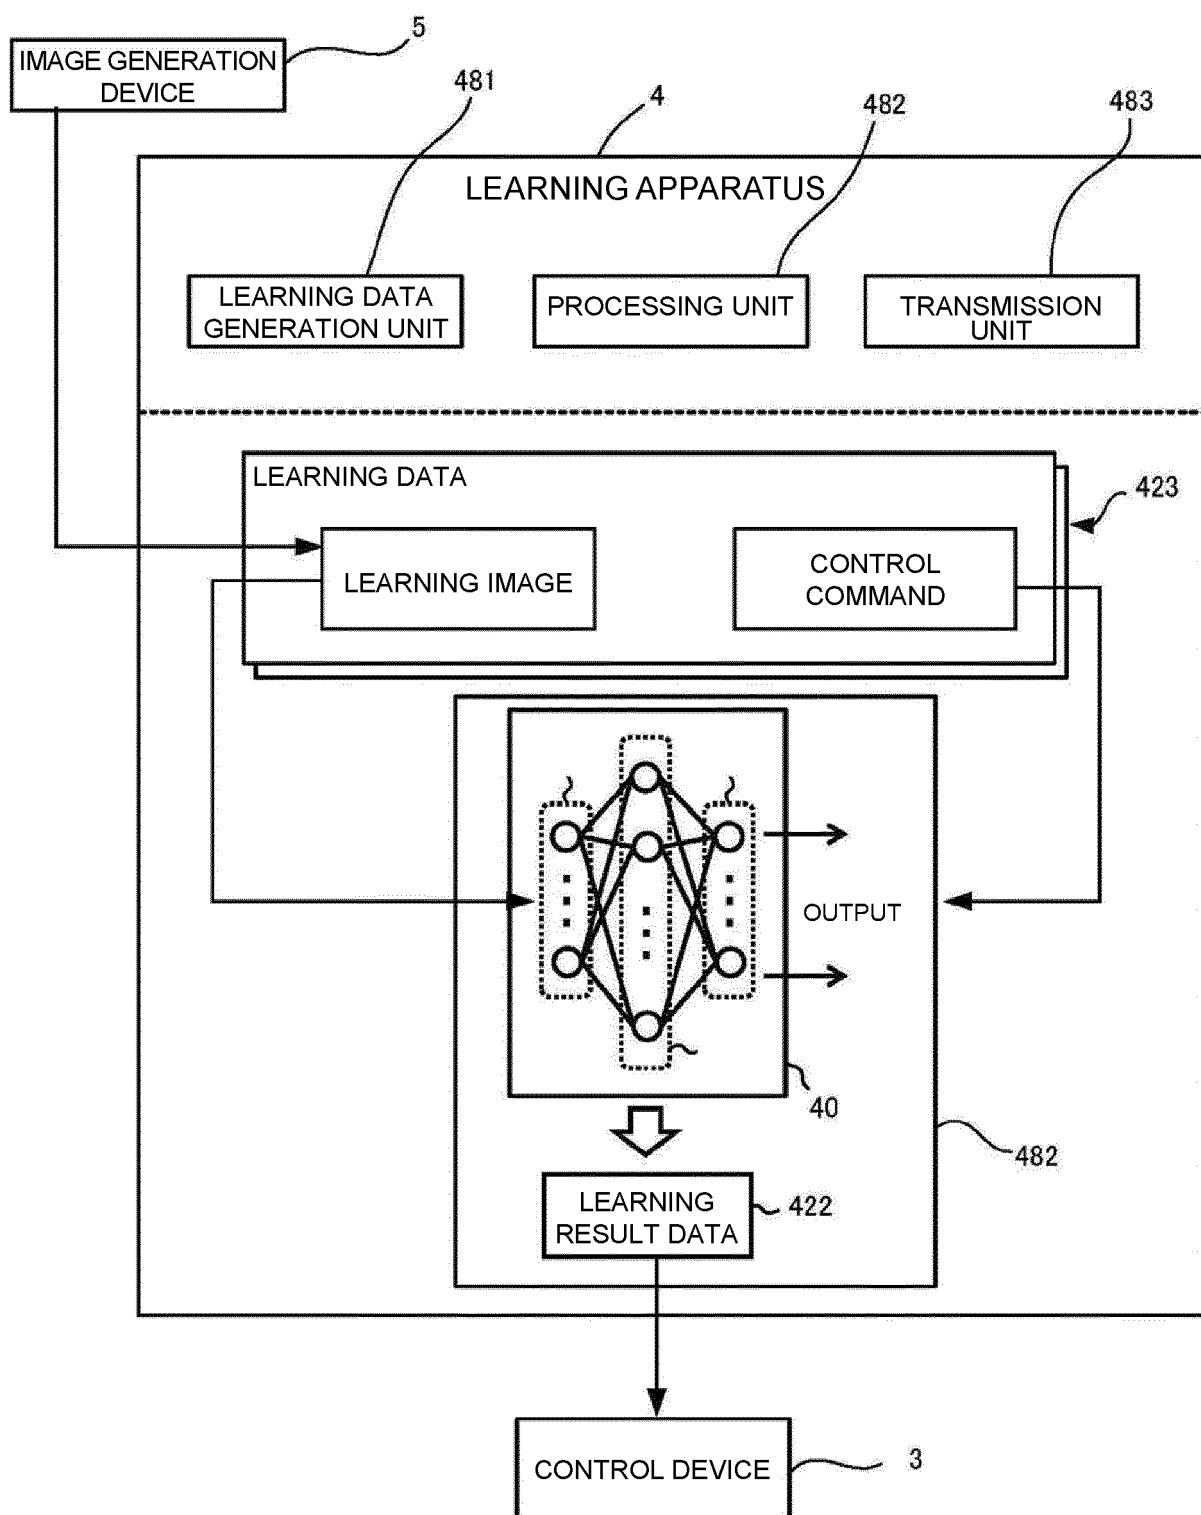 5
IMAGE GENERATION
DEVICE
481
4
482
483
LEARNING APPARATUS
LEARNING DATA
GENERATION UNIT
PROCESSING UNIT
TRANSMISSION
UNIT
LEARNING DATA
423
LEARNING IMAGE
CONTROL
COMMAND
OUTPUT
40
482
LEARNING
RESULT DATA
422
CONTROL DEVICE
3